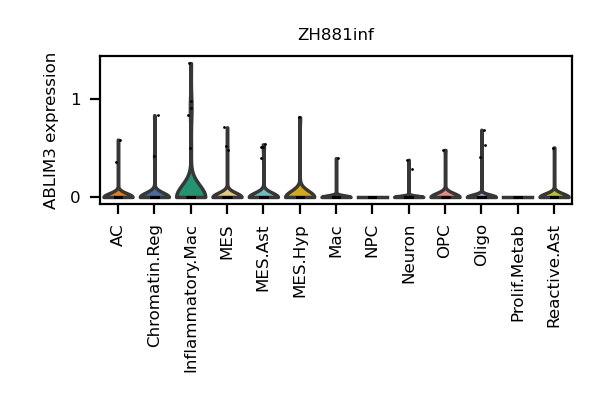 ZH881inf
ABLIM3 expression
1
0
AC
Chromatin.Reg
Inflammatory.Mac
MES
MES.Ast
MES.Hyp
Mac
NPC
Neuron
OPC
Oligo
Prolif.Metab
Reactive.Ast